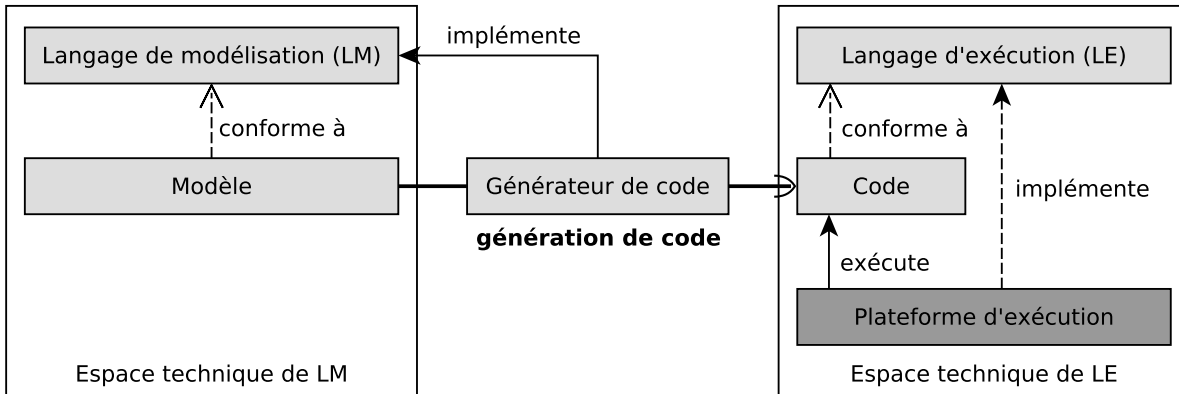 Langage de modélisation (LM)
implémente
Langage d'exécution (LE)
conforme à
conforme à
implémente
Modèle
Générateur de code
Code
génération de code
exécute
Plateforme d'exécution
Espace technique de LM
Espace technique de LE